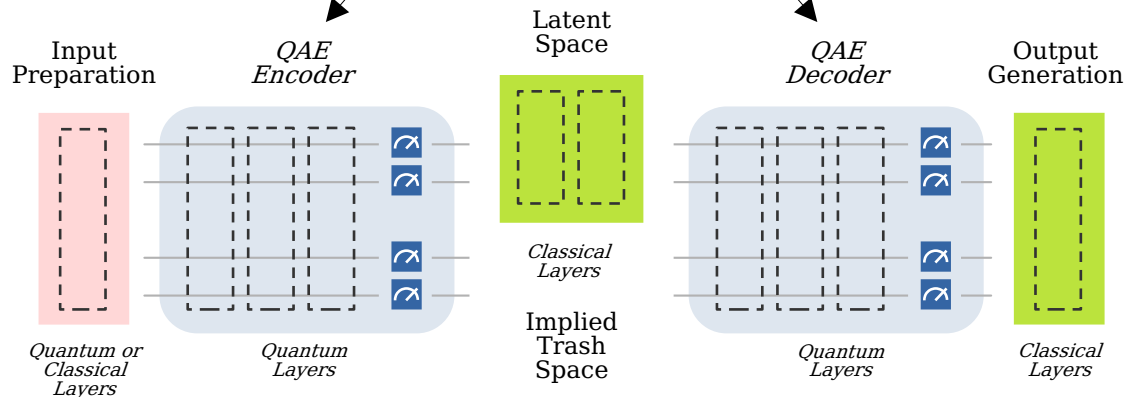 Input
Preparation
QAE
Encoder
Latent
Space
QAE
Decoder
Output
Generation
Quantum or
Classical
Layers
Quantum
Layers
Classical
Layers
Implied
Trash
Space
Quantum
Layers
Classical
Layers